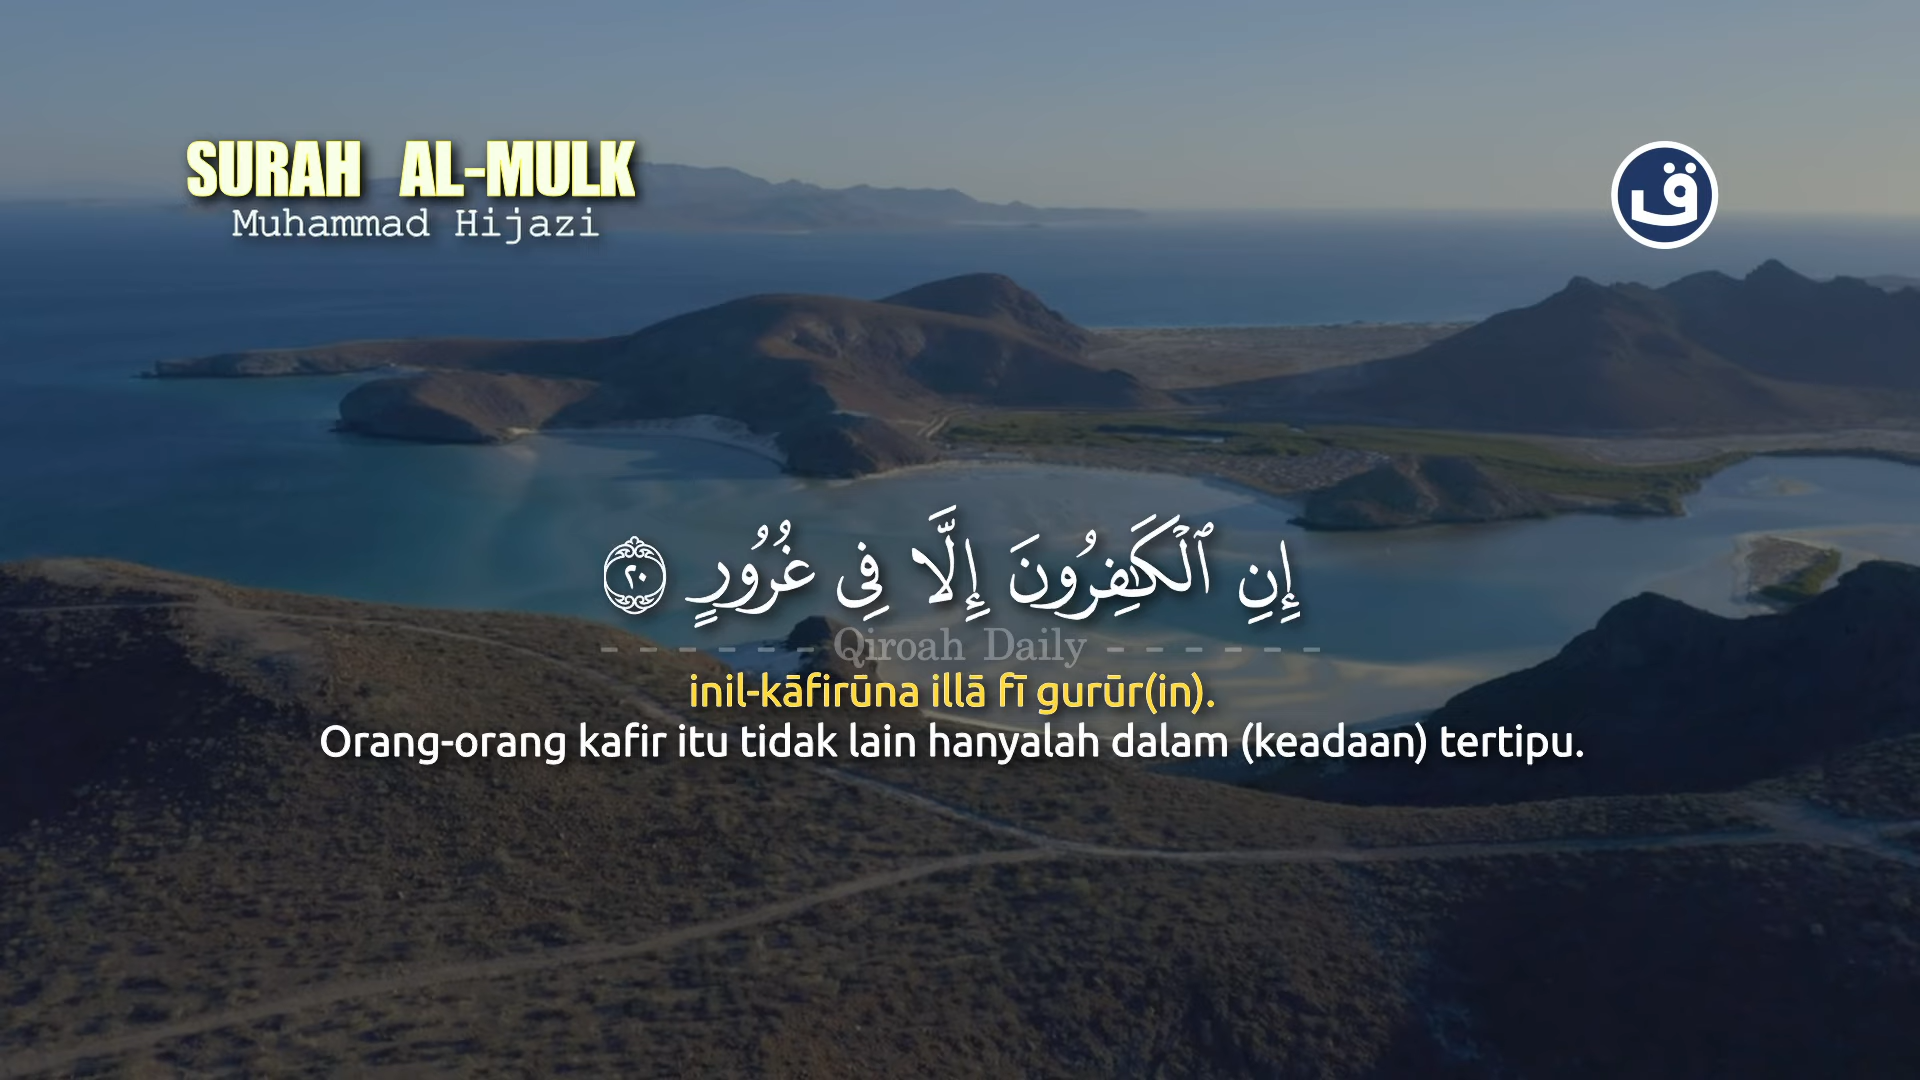 SURAH AL-MULK
Muhammad Hijazi
ق
إِنِ ٱلْكَـٰفِرُونَ إِلَّا فِى غُرُورٍ ٢٠
Qiroah Daily
inil-kāfirūna illā fī gurūr(in).
Orang-orang kafir itu tidak lain hanyalah dalam (keadaan) tertipu.